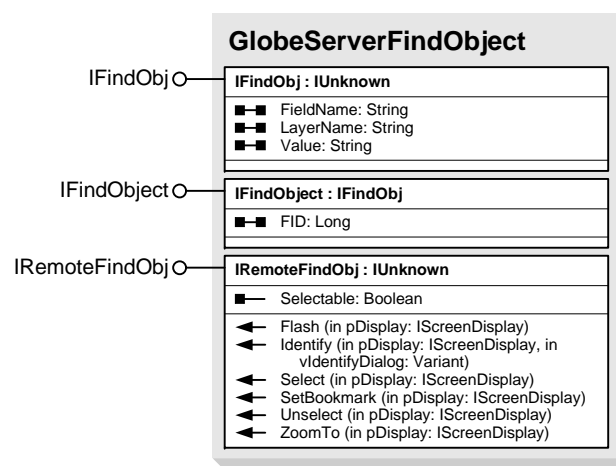 GlobeServerFindObject
IFindObj
IFindObj : IUnknown
FieldName: String
LayerName: String
Value: String
IFindObject
IFindObject : IFindObj
FID: Long
IRemoteFindObj
IRemoteFindObj : IUnknown
Selectable: Boolean
Flash (in pDisplay: IScreenDisplay)
Identify (in pDisplay: IScreenDisplay, in
vIdentifyDialog: Variant)
Select (in pDisplay: IScreenDisplay)
SetBookmark (in pDisplay: IScreenDisplay)
Unselect (in pDisplay: IScreenDisplay)
ZoomTo (in pDisplay: IScreenDisplay)